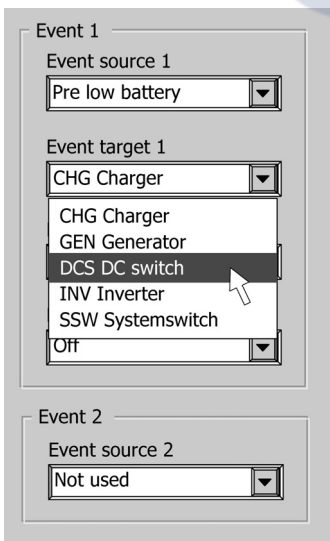 Event 1
Event source 1
Pre low battery
Event target 1
CHG Charger
CHG Charger
GEN Generator
DCS DC switch
INV Inverter
SSW Systemswitch
Off
Event 2
Event source 2
Not used